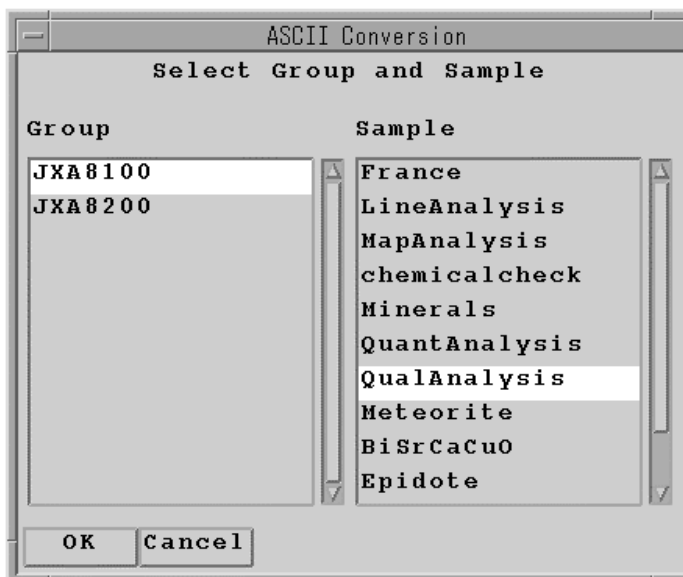 ASCII Conversion
Select Group and Sample
Group
JXA8100
JXA8200
Sample
France
LineAnalysis
MapAnalysis
chemicalcheck
Minerals
QuantAnalysis
QualAnalysis
Meteorite
BiSrCaCuO
Epidote
OK
Cancel